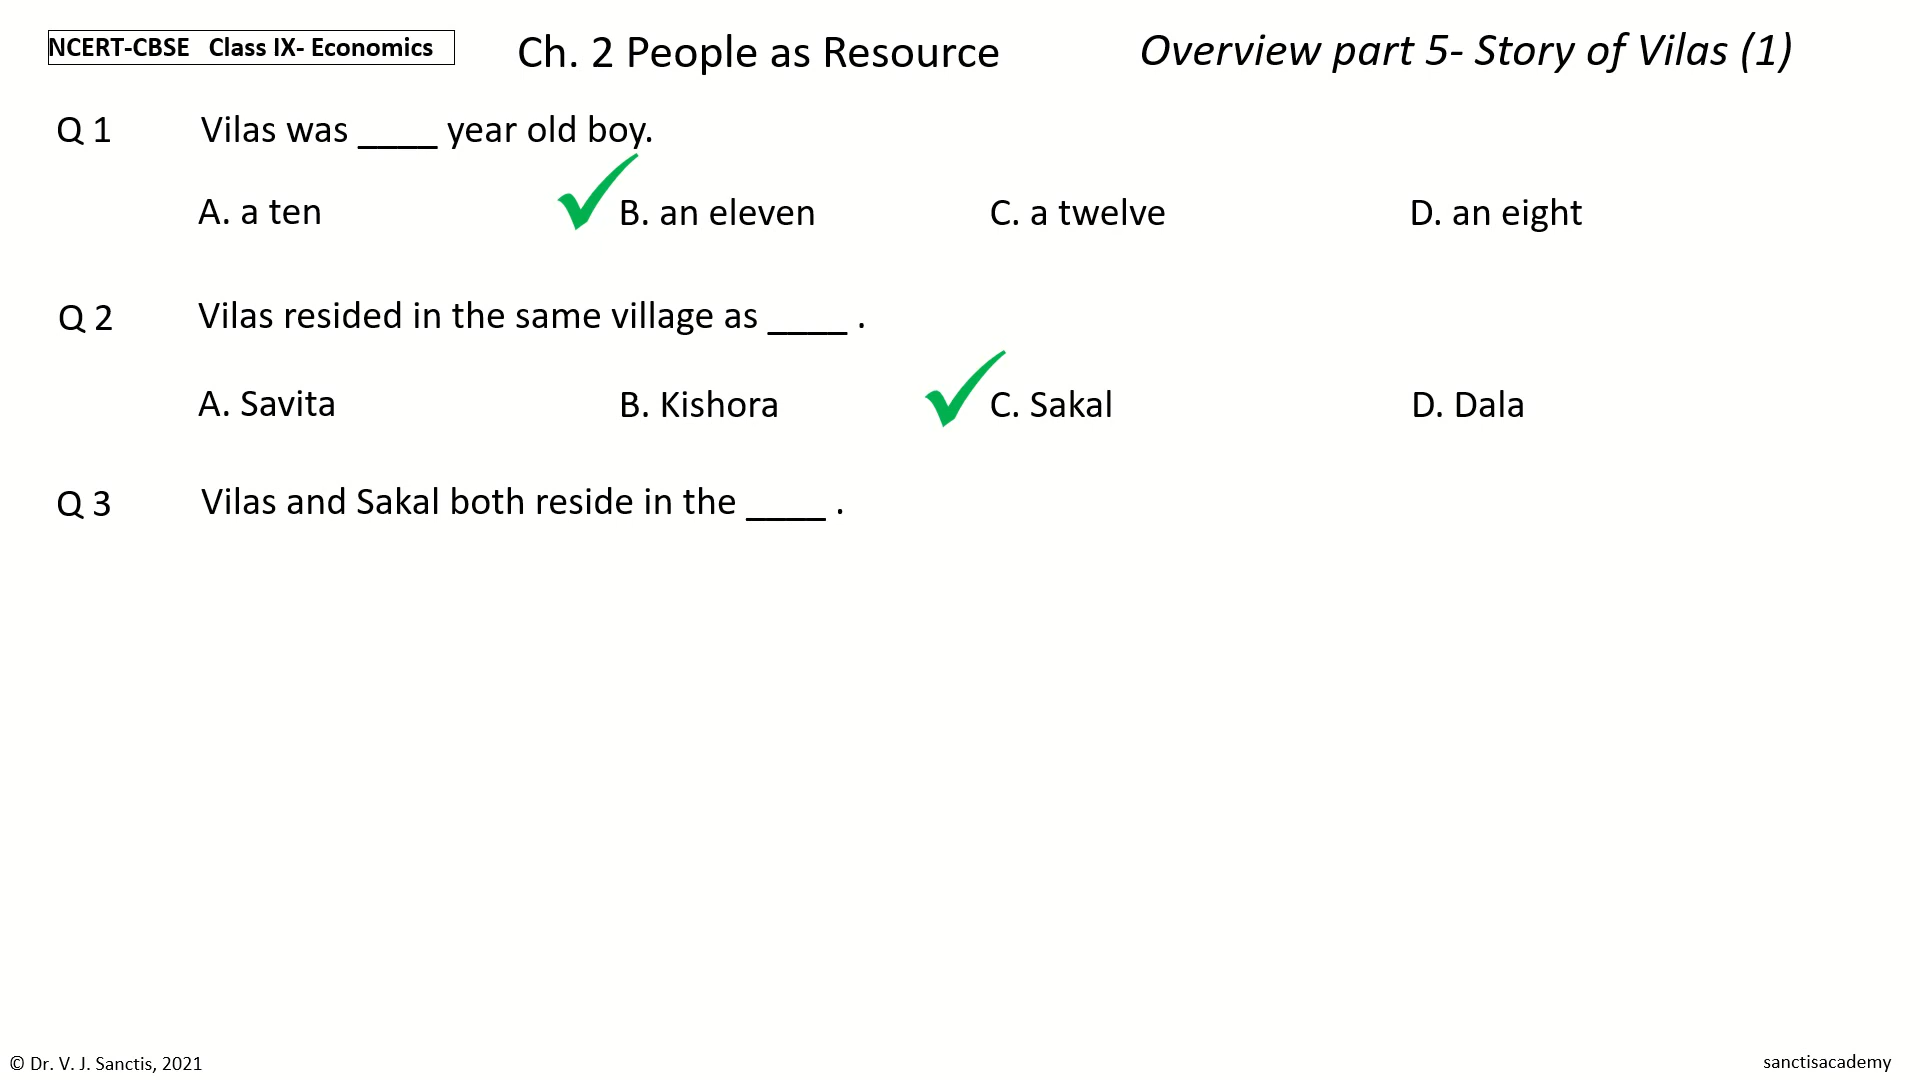 NCERT-CBSE Class IX- Economics
Ch. 2 People as Resource
Overview part 5- Story of Vilas (1)
Q 1 Vilas was ____ year old boy.
A. a ten B. an eleven C. a twelve D. an eight
Q 2 Vilas resided in the same village as ____ .
A. Savita B. Kishora C. Sakal D. Dala
Q 3 Vilas and Sakal both reside in the ____ .
© Dr. V. J. Sanctis, 2021
sanctisacademy